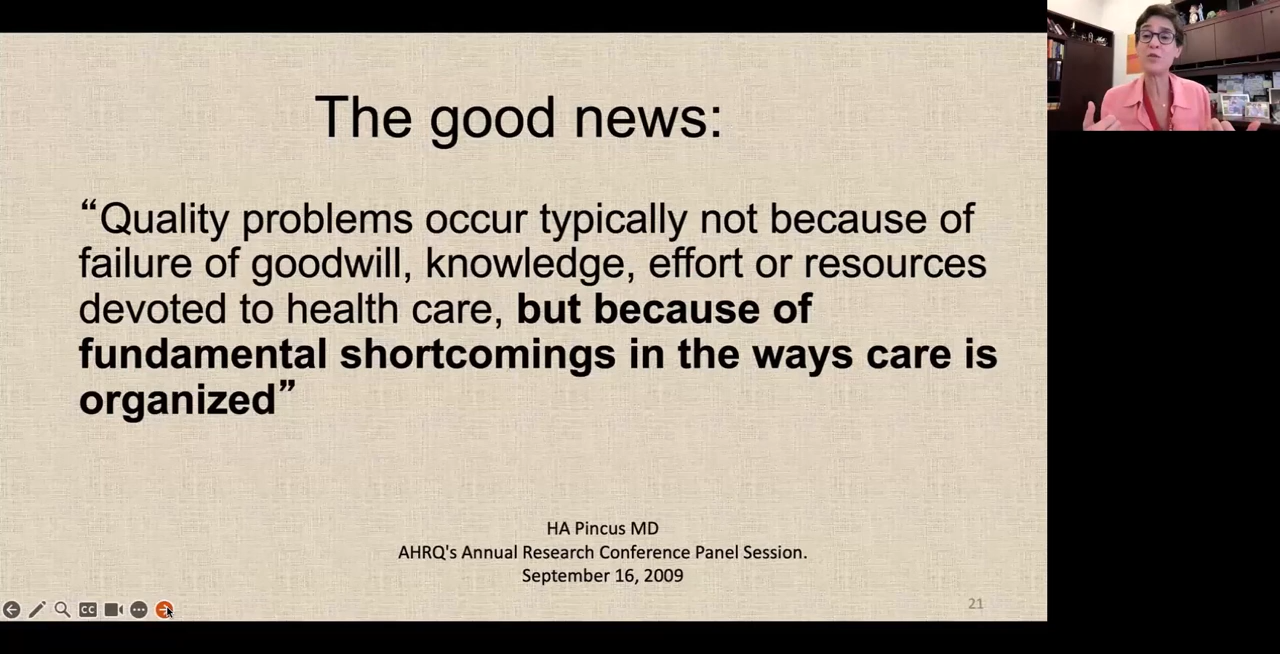 The good news:
“Quality problems occur typically not because of
failure of goodwill, knowledge, effort or resources
devoted to health care, but because of
fundamental shortcomings in the ways care is
organized”
HA Pincus MD
AHRQ's Annual Research Conference Panel Session.
September 16, 2009
21
CC